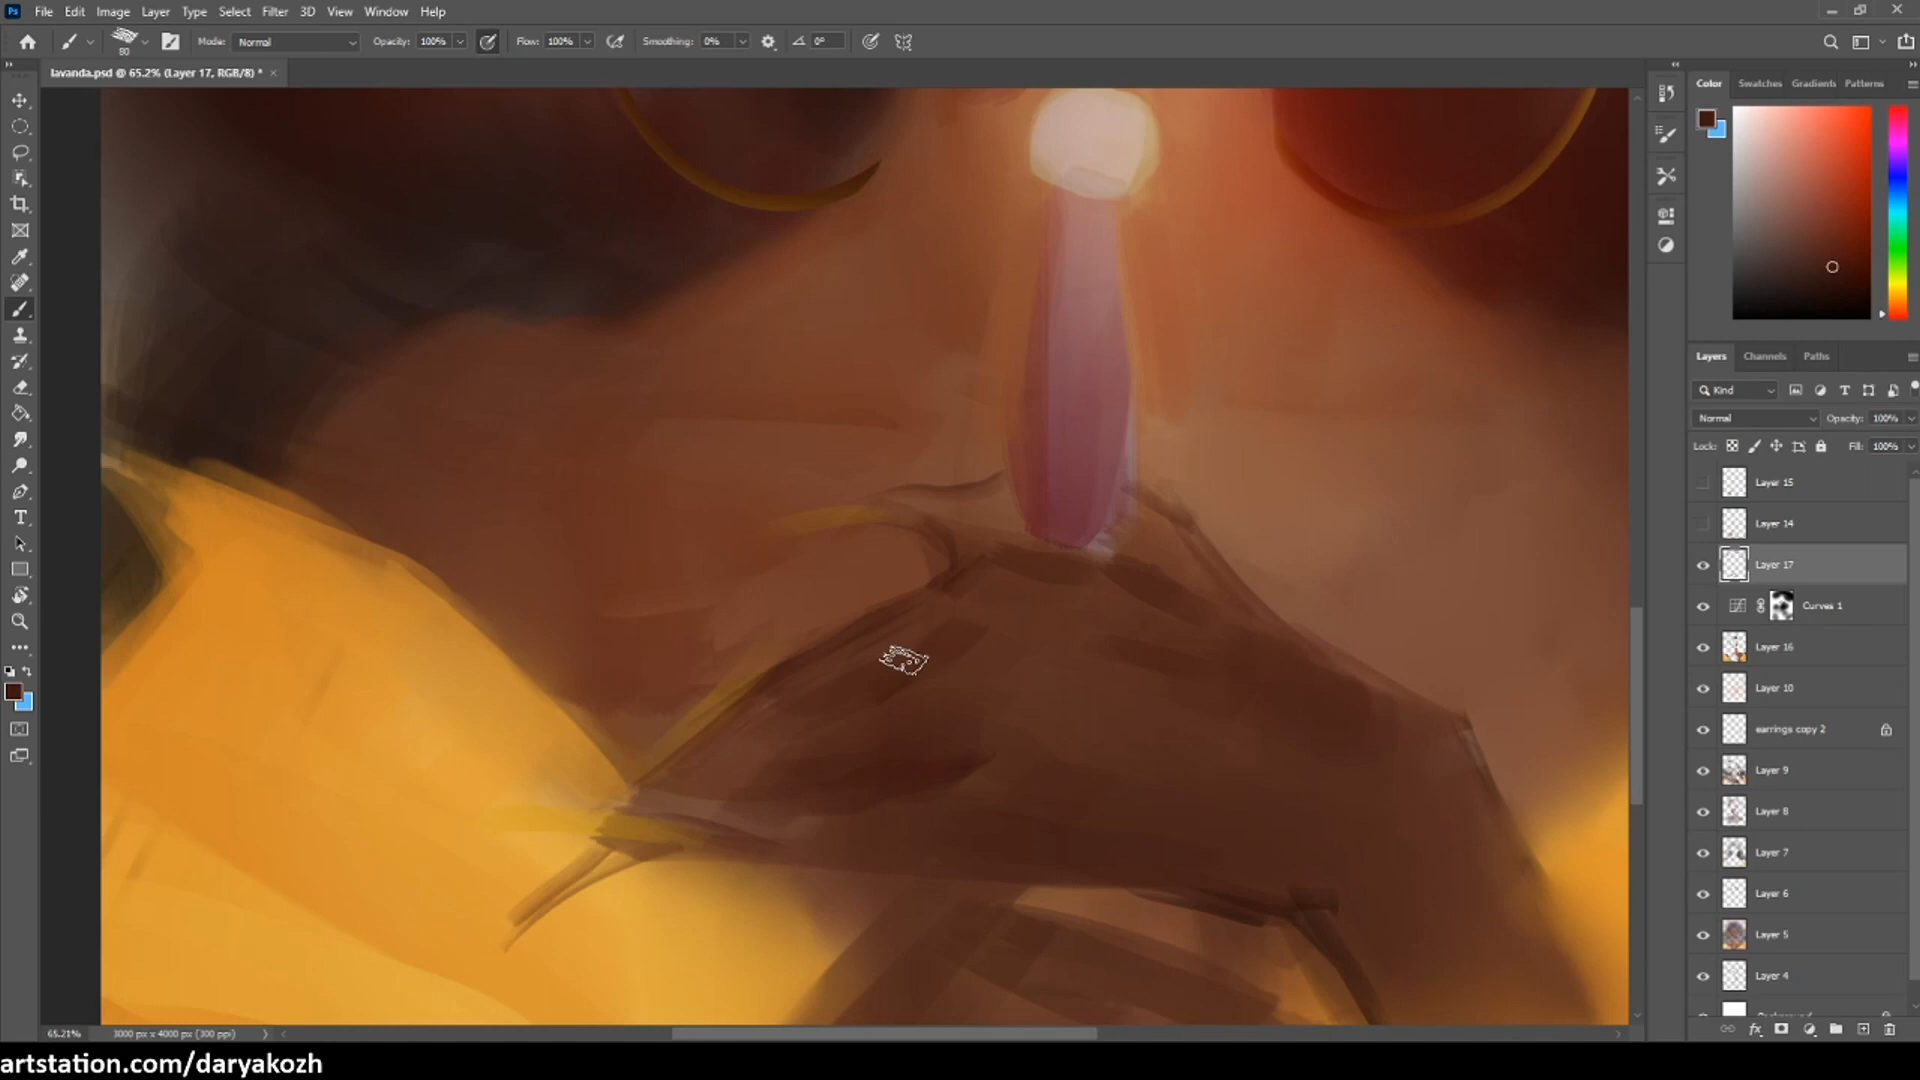 Ps File Edit Image Layer Type Select Filter 3D View Window Help
80 Mode: Normal Opacity: 100% Flow: 100% Smoothing: 0% 0°
lavanda.psd @ 65.2% (Layer 17, RGB/8) * ×
Color Swatches Gradients Patterns
Layers Channels Paths
Kind
Normal Opacity: 100%
Lock: Fill: 100%
Layer 15
Layer 14
Layer 17
Curves 1
Layer 16
Layer 10
earrings copy 2
Layer 9
Layer 8
Layer 7
Layer 6
Layer 5
Layer 4
65.21% 3000 px x 4000 px (300 ppi)
artstation.com/daryakozh